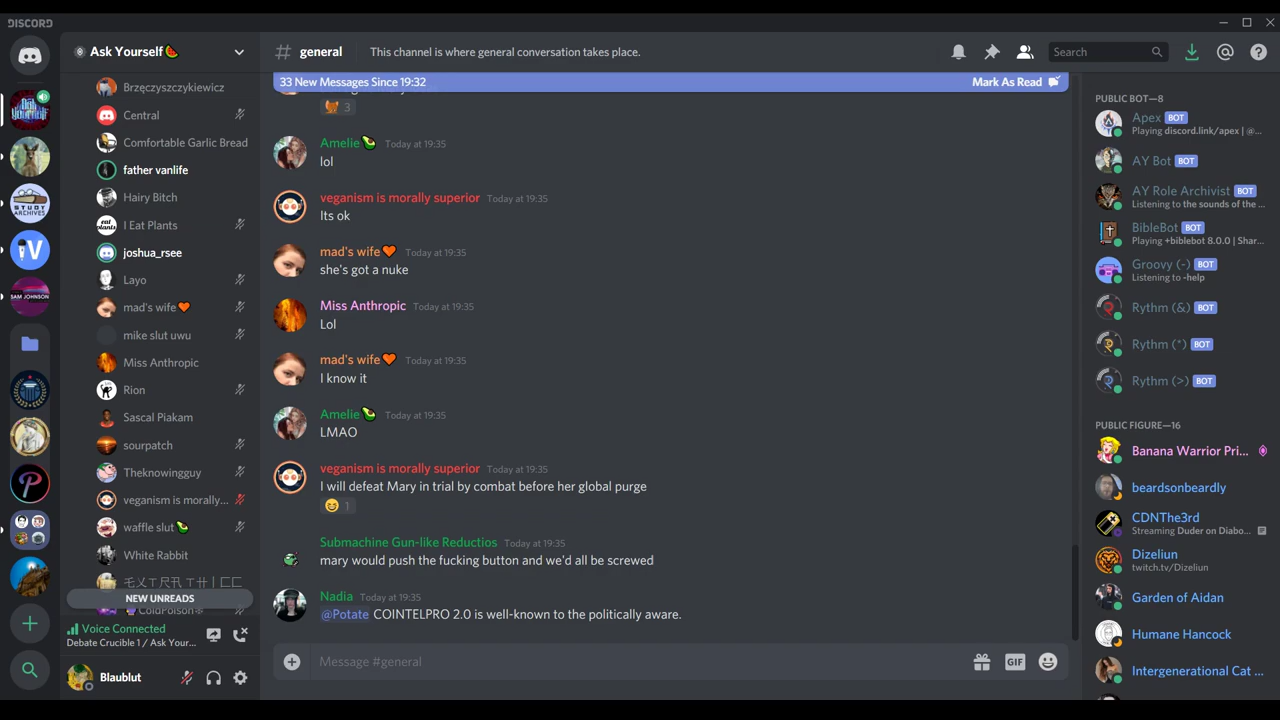 DISCORD
Ask Yourself🍉
Brzęczyszczykiewicz
Central
Comfortable Garlic Bread
father vanlife
Hairy Bitch
I Eat Plants
joshua_rsee
Layo
mad's wife🧡
mike slut uwu
Miss Anthropic
Rion
Sascal Piakam
sourpatch
Theknowingguy
veganism is morally...
waffle slut🥑
White Rabbit
NEW UNREADS
Voice Connected
Debate Crucible 1 / Ask Your...
Blaublut
SAM JOHNSON
STUDY
ARCHIVES
# general
This channel is where general conversation takes place.
Search
33 New Messages Since 19:32
Mark As Read
3
Amelie🥑 Today at 19:35
lol
veganism is morally superior Today at 19:35
Its ok
mad's wife🧡 Today at 19:35
she's got a nuke
Miss Anthropic Today at 19:35
Lol
mad's wife🧡 Today at 19:35
I know it
Amelie🥑 Today at 19:35
LMAO
veganism is morally superior Today at 19:35
I will defeat Mary in trial by combat before her global purge
1
Submachine Gun-like Reductios Today at 19:35
mary would push the fucking button and we'd all be screwed
Nadia Today at 19:35
@Potate COINTELPRO 2.0 is well-known to the politically aware.
Message #general
GIF
PUBLIC BOT—8
Apex BOT
Playing discord.link/apex | @...
AY Bot BOT
AY Role Archivist BOT
Listening to the sounds of the ...
BibleBot BOT
Playing +biblebot 8.0.0 | Shar...
Groovy (-) BOT
Listening to -help
Rythm (&) BOT
Rythm (*) BOT
Rythm (>) BOT
PUBLIC FIGURE—16
Banana Warrior Pri...
beardsonbeardly
CDNThe3rd
Streaming Duder on Diabo...
Dizeliun
twitch.tv/Dizeliun
Garden of Aidan
Humane Hancock
Intergenerational Cat ...